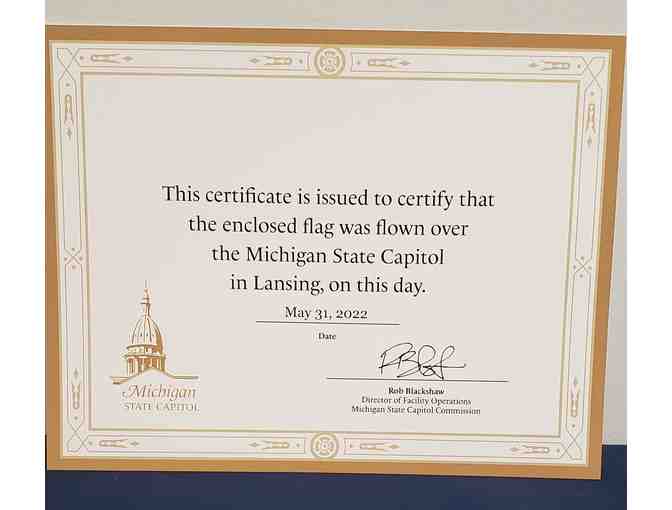 This certificate is issued to certify that
the enclosed flag was flown over
the Michigan State Capitol
in Lansing, on this day.
May 31, 2022
Date
Rob Blackshaw
Director of Facility Operations
Michigan State Capitol Commission
Michigan
STATE CAPITOL